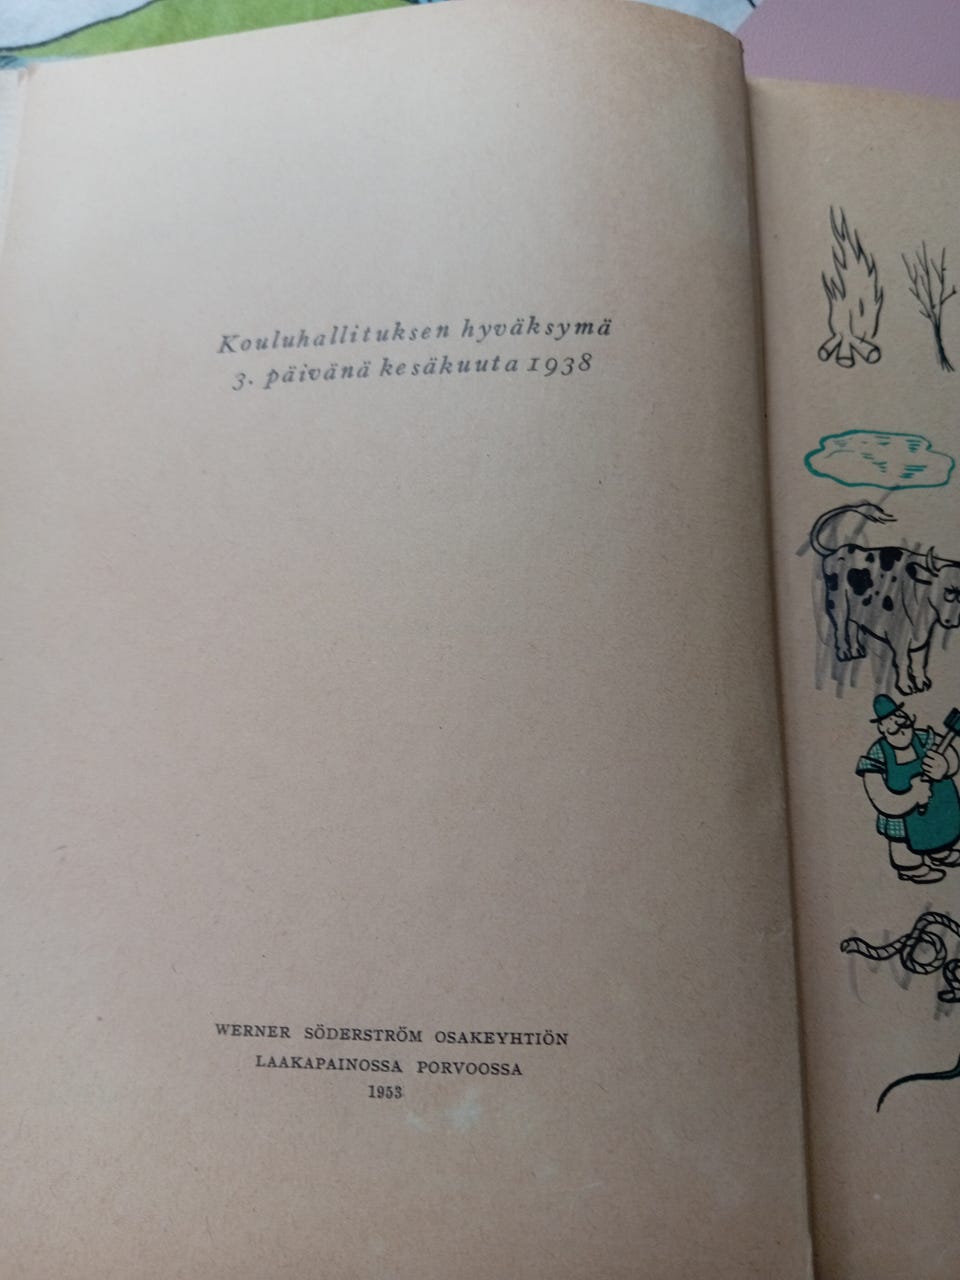 Kouluhallituksen hyväksymä
3. päivänä kesäkuuta 1938
WERNER SÖDERSTRÖM OSAKEYHTIÖN
LAAKAPAINOSSA PORVOOSSA
1953